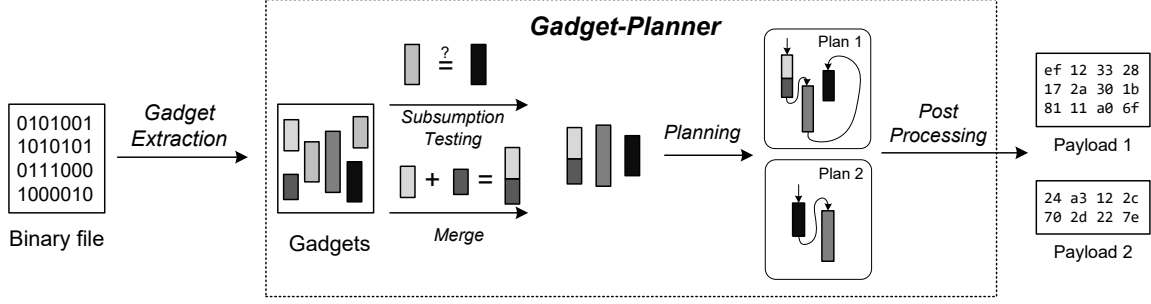 Gadget-Planner
0101001
1010101
0111000
1000010
Binary file
Gadget
Extraction
Gadgets
?
=
Subsumption
Testing
+ =
Merge
Planning
Plan 1
Plan 2
Post
Processing
ef 12 33 28
17 2a 30 1b
81 11 a0 6f
Payload 1
24 a3 12 2c
70 2d 22 7e
Payload 2